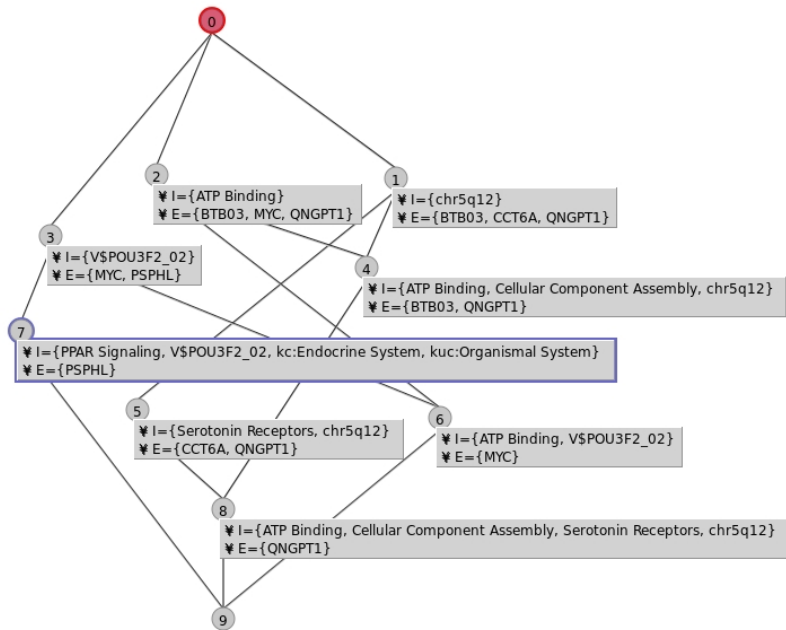 0
2
¥ I={ATP Binding}
¥ E={BTB03, MYC, QNGPT1}
1
¥ I={chr5q12}
¥ E={BTB03, CCT6A, QNGPT1}
3
¥ I={V$POU3F2_02}
¥ E={MYC, PSPHL}
4
¥ I={ATP Binding, Cellular Component Assembly, chr5q12}
¥ E={BTB03, QNGPT1}
7
¥ I={PPAR Signaling, V$POU3F2_02, kc:Endocrine System, kuc:Organismal System}
¥ E={PSPHL}
5
¥ I={Serotonin Receptors, chr5q12}
¥ E={CCT6A, QNGPT1}
6
¥ I={ATP Binding, V$POU3F2_02}
¥ E={MYC}
8
¥ I={ATP Binding, Cellular Component Assembly, Serotonin Receptors, chr5q12}
¥ E={QNGPT1}
9